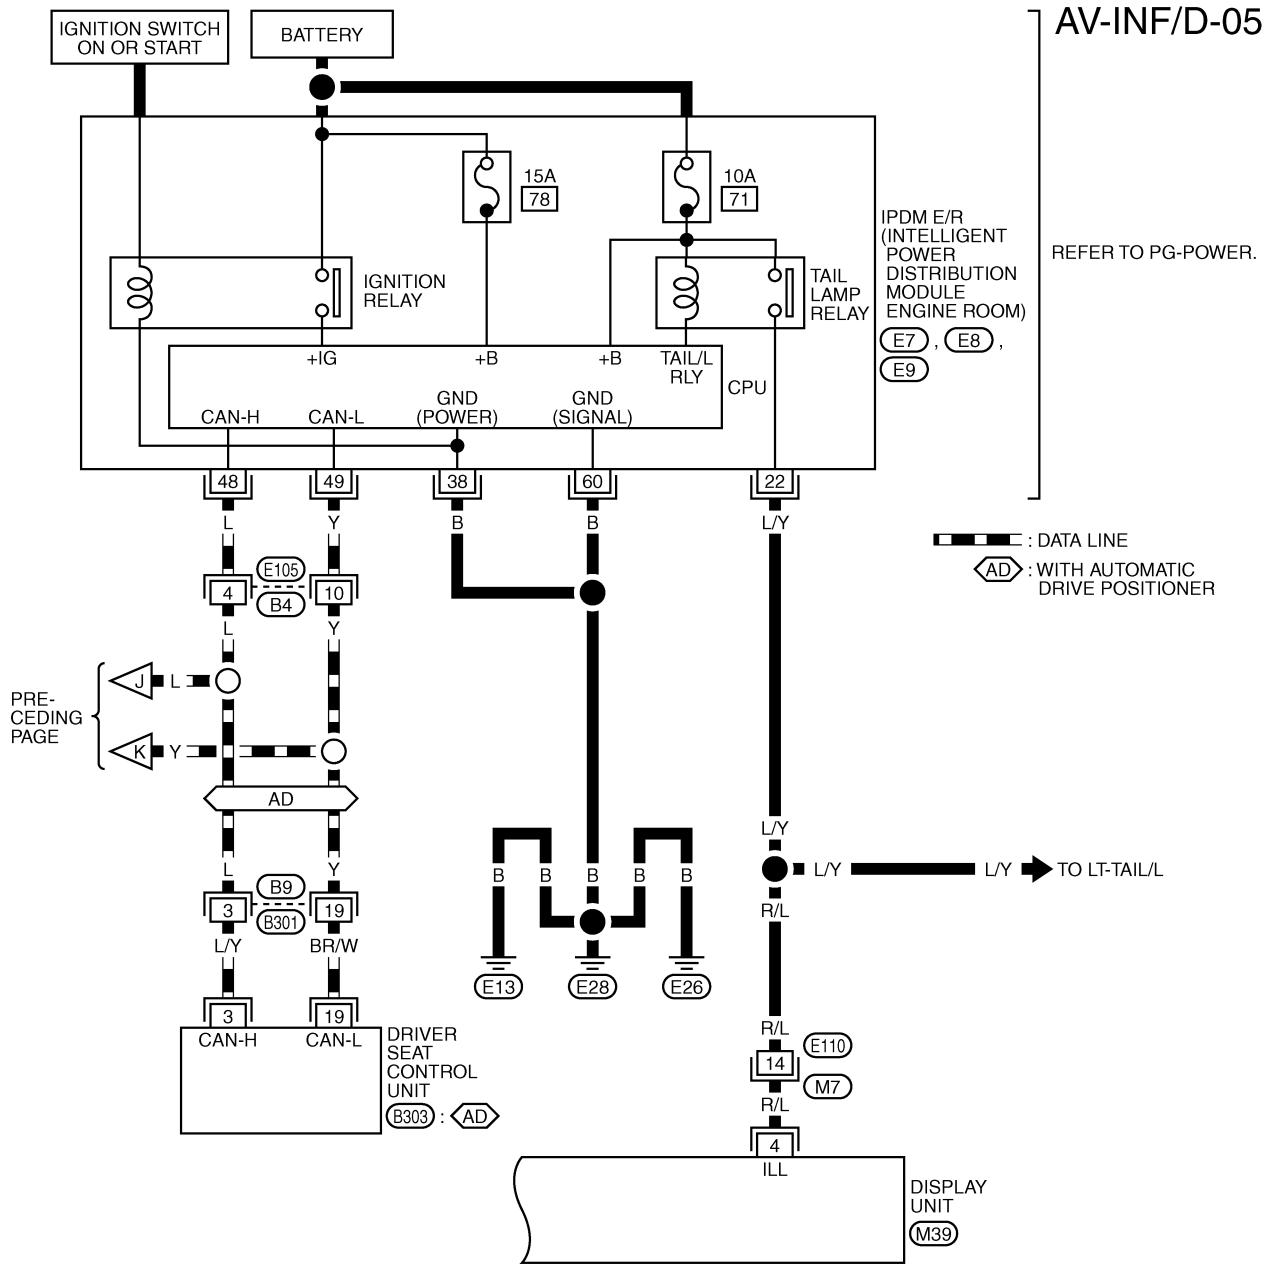 AV-INF/D-05
IGNITION SWITCH
ON OR START
BATTERY
15A
78
10A
71
IPDM E/R
(INTELLIGENT
POWER
DISTRIBUTION
MODULE
ENGINE ROOM)
E7 , E8 ,
E9
REFER TO PG-POWER.
IGNITION
RELAY
TAIL
LAMP
RELAY
+IG
+B
+B
TAIL/L
RLY
CPU
CAN-H
CAN-L
GND
(POWER)
GND
(SIGNAL)
48
49
38
60
22
L
Y
B
B
L/Y
: DATA LINE
AD : WITH AUTOMATIC
DRIVE POSITIONER
E105
4
10
B4
L
Y
PRE-
CEDING
PAGE
J
L
K
Y
AD
L/Y
L
Y
B
B
B
B
B
L/Y
L/Y
TO LT-TAIL/L
B9
3
19
B301
R/L
L/Y
BR/W
E13
E28
E26
3
19
CAN-H
CAN-L
DRIVER
SEAT
CONTROL
UNIT
B303 : AD
R/L
E110
14
M7
R/L
4
ILL
DISPLAY
UNIT
M39